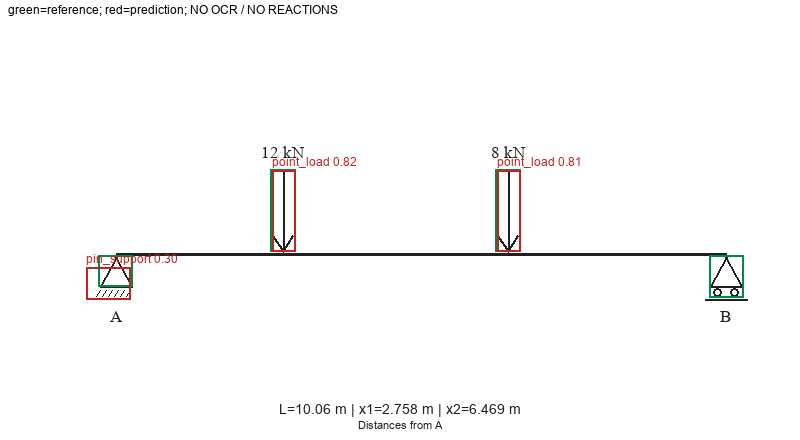 green=reference; red=prediction; NO OCR / NO REACTIONS
12 kN
8 kN
point_load 0.82
point_load 0.81
pin_support 0.30
A
B
L=10.06 m | x1=2.758 m | x2=6.469 m
Distances from A